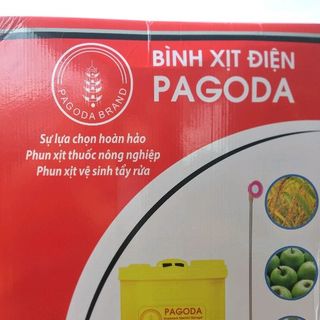 BÌNH XỊT ĐIỆN
PAGODA
PAGODA BRAND
Sự lựa chọn hoàn hảo
Phun xịt thuốc nông nghiệp
Phun xịt vệ sinh tẩy rửa
PAGODA